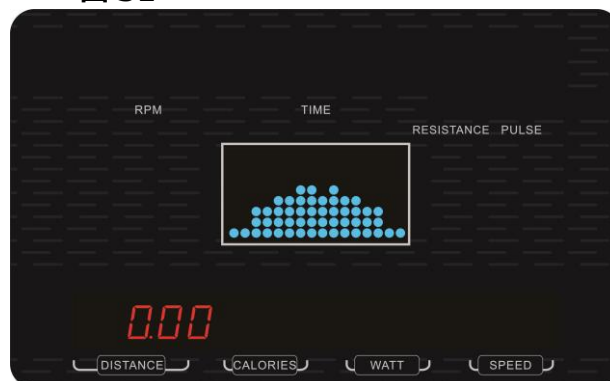 RPM TIME
RESISTANCE PULSE
0.00
DISTANCE CALORIES WATT SPEED